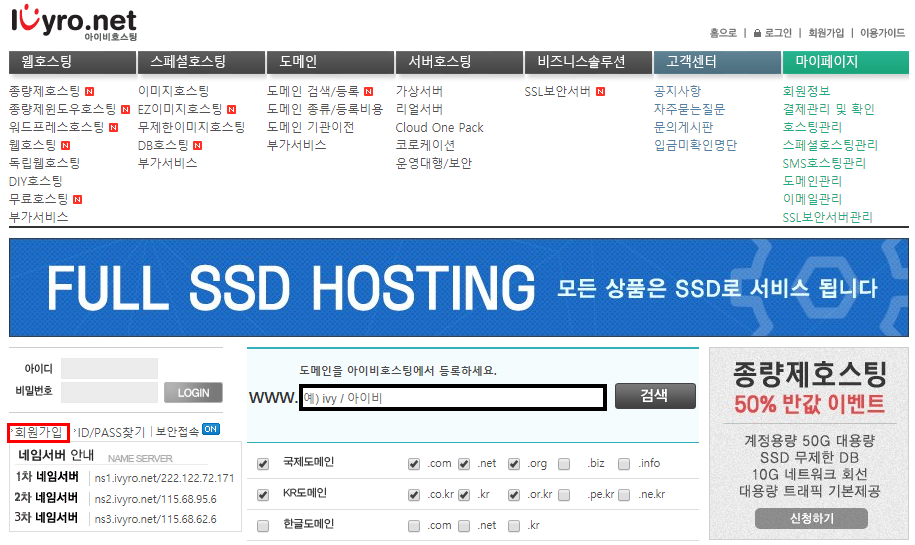 Ivyro.net
아이비호스팅
홈으로 | 로그인 | 회원가입 | 이용가이드
웹호스팅 스페셜호스팅 도메인 서버호스팅 비즈니스솔루션 고객센터 마이페이지
종량제호스팅 N 이미지호스팅 도메인 검색/등록 N 가상서버 SSL보안서버 N 공지사항 회원정보
종량제윈도우호스팅 N EZ이미지호스팅 N 도메인 종류/등록비용 리얼서버 자주묻는질문 결제관리 및 확인
워드프레스호스팅 N 무제한이미지호스팅 도메인 기관이전 Cloud One Pack 문의게시판 호스팅관리
웹호스팅 N DB호스팅 N 부가서비스 코로케이션 입금미확인명단 스페셜호스팅관리
독립웹호스팅 부가서비스 운영대행/보안 SMS호스팅관리
DIY호스팅 도메인관리
무료호스팅 N 이메일관리
부가서비스 SSL보안서버관리
FULL SSD HOSTING 모든 상품은 SSD로 서비스 됩니다
아이디
비밀번호 LOGIN
회원가입 ID/PASS찾기 | 보안접속 ON
네임서버 안내 NAME SERVER
1차 네임서버 ns1.ivyro.net/222.122.72.171
2차 네임서버 ns2.ivyro.net/115.68.95.6
3차 네임서버 ns3.ivyro.net/115.68.62.6
도메인을 아이비호스팅에서 등록하세요.
www. 예) ivy / 아이비 검색
국제도메인 .com .net .org .biz .info
KR도메인 .co.kr .kr .or.kr .pe.kr .ne.kr
한글도메인 .com .net .kr
종량제호스팅
50% 반값 이벤트
계정용량 50G 대용량
SSD 무제한 DB
10G 네트워크 회선
대용량 트래픽 기본제공
신청하기